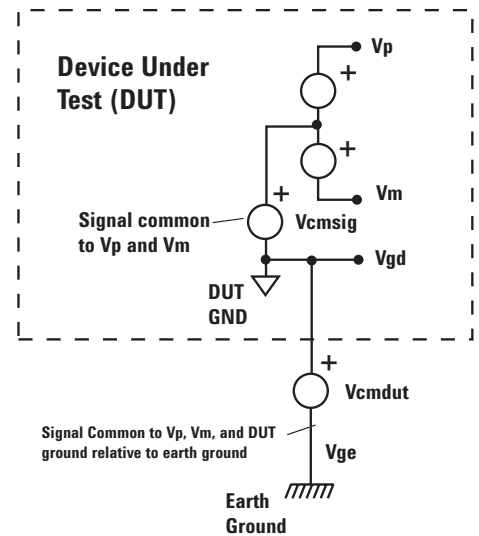 Device Under
Test (DUT)
Vp
+
+
Vm
+
Signal common
to Vp and Vm
Vcmsig
Vgd
DUT
GND
+
Vcmdut
Signal Common to Vp, Vm, and DUT
ground relative to earth ground
Vge
Earth
Ground